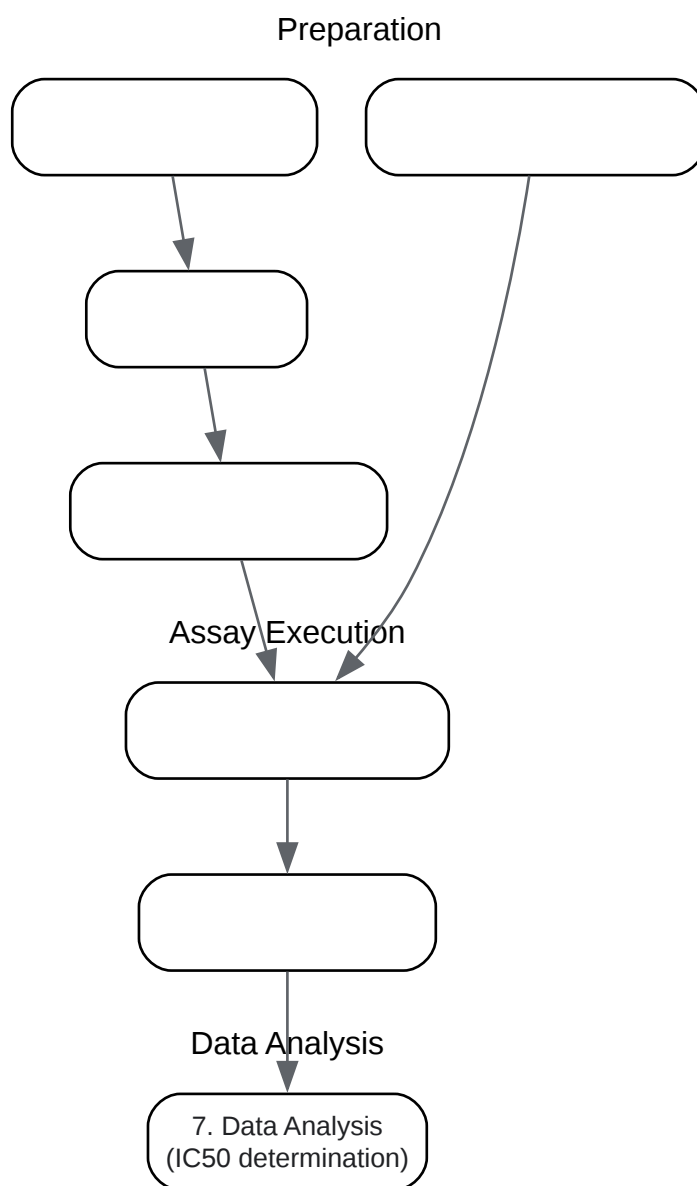 Preparation
Assay Execution
Data Analysis
7. Data Analysis
(IC50 determination)